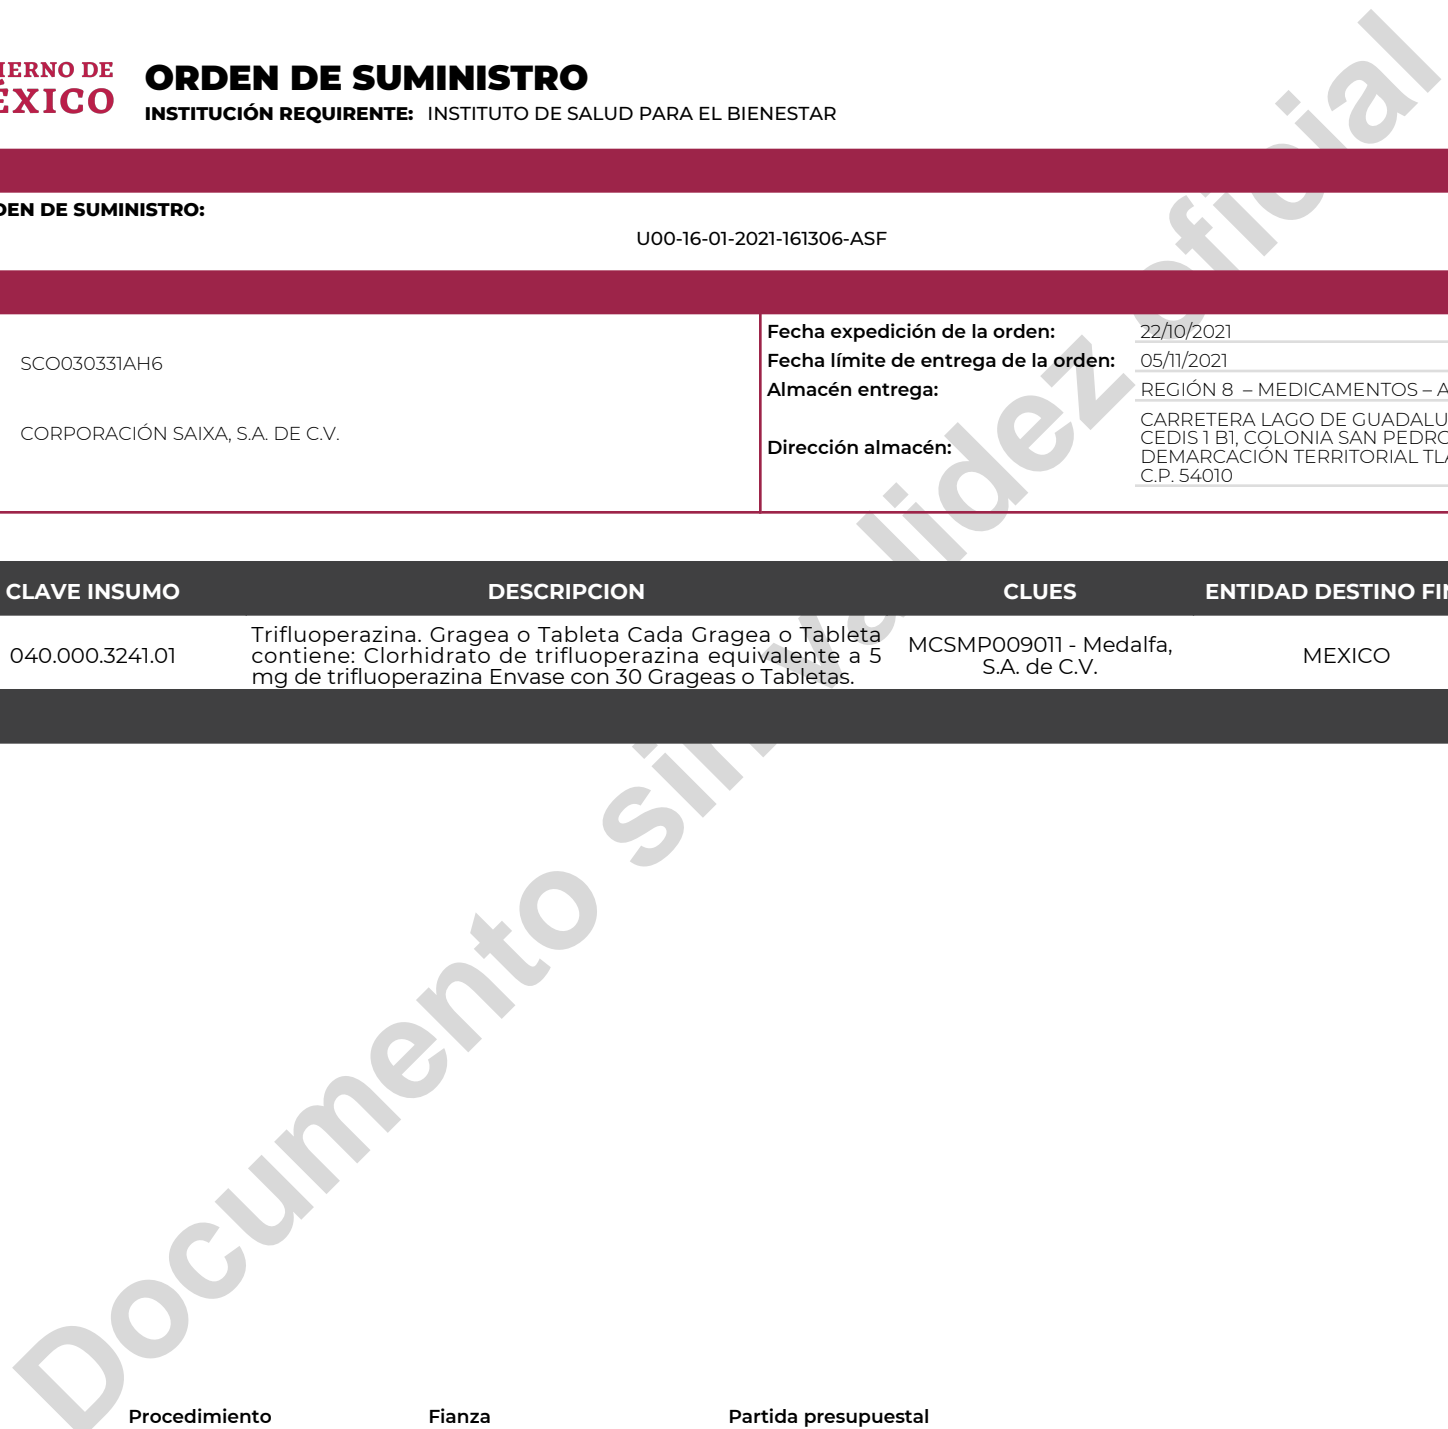 IERNO DE
ÉXICO
ORDEN DE SUMINISTRO
INSTITUCIÓN REQUIRENTE: INSTITUTO DE SALUD PARA EL BIENESTAR
DEN DE SUMINISTRO:
U00-16-01-2021-161306-ASF
SCO030331AH6
CORPORACIÓN SAIXA, S.A. DE C.V.
Fecha expedición de la orden: 22/10/2021
Fecha límite de entrega de la orden: 05/11/2021
Almacén entrega: REGIÓN 8 – MEDICAMENTOS – A
Dirección almacén:
CARRETERA LAGO DE GUADALU
CEDIS 1 B1, COLONIA SAN PEDRO
DEMARCACIÓN TERRITORIAL TLA
C.P. 54010
CLAVE INSUMO DESCRIPCION CLUES ENTIDAD DESTINO FIN
040.000.3241.01
Trifluoperazina. Gragea o Tableta Cada Gragea o Tableta
contiene: Clorhidrato de trifluoperazina equivalente a 5
mg de trifluoperazina Envase con 30 Grageas o Tabletas.
MCSMP009011 - Medalfa,
S.A. de C.V.
MEXICO
Documento sin validez oficial
Procedimiento Fianza Partida presupuestal